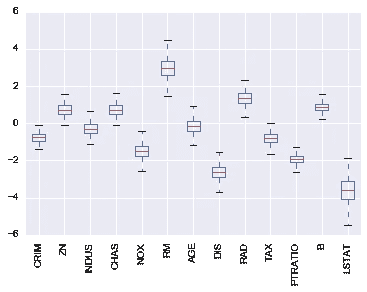 6
4
2
0
−2
−4
−6
CRIM
ZN
INDUS
CHAS
NOX
RM
AGE
DIS
RAD
TAX
PTRATIO
B
LSTAT